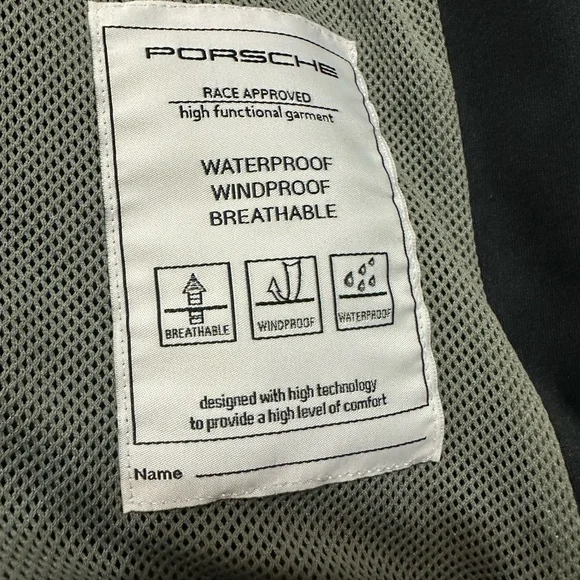 PORSCHE
RACE APPROVED
high functional garment
WATERPROOF
WINDPROOF
BREATHABLE
BREATHABLE
WINDPROOF
WATERPROOF
designed with high technology
to provide a high level of comfort
Name